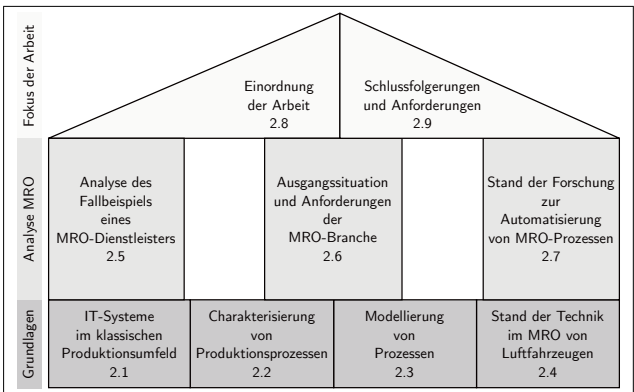 Fokus der Arbeit
Einordnung
der Arbeit
2.8
Schlussfolgerungen
und Anforderungen
2.9
Analyse MRO
Analyse des
Fallbeispiels
eines
MRO-Dienstleisters
2.5
Ausgangssituation
und Anforderungen
der
MRO-Branche
2.6
Stand der Forschung
zur
Automatisierung
von MRO-Prozessen
2.7
Grundlagen
IT-Systeme
im klassischen
Produktionsumfeld
2.1
Charakterisierung
von
Produktionsprozessen
2.2
Modellierung
von
Prozessen
2.3
Stand der Technik
im MRO von
Luftfahrzeugen
2.4